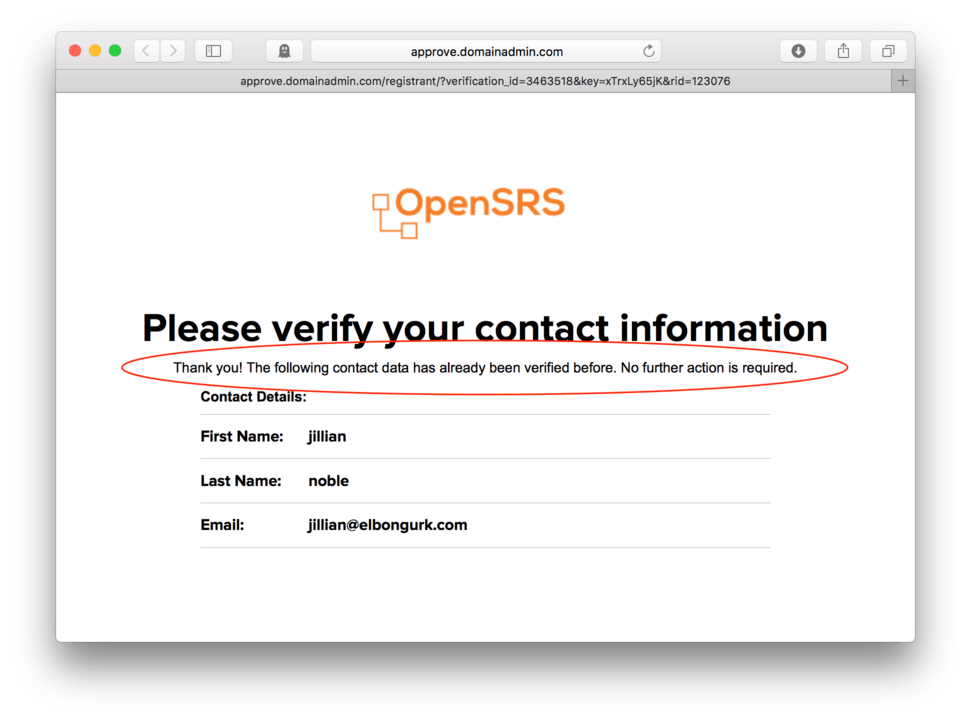 approve.domainadmin.com
approve.domainadmin.com/registrant/?verification_id=3463518&key=xTrxLy65jK&rid=123076
OpenSRS
Please verify your contact information
Thank you! The following contact data has already been verified before. No further action is required.
Contact Details:
First Name: jillian
Last Name: noble
Email: jillian@elbongurk.com